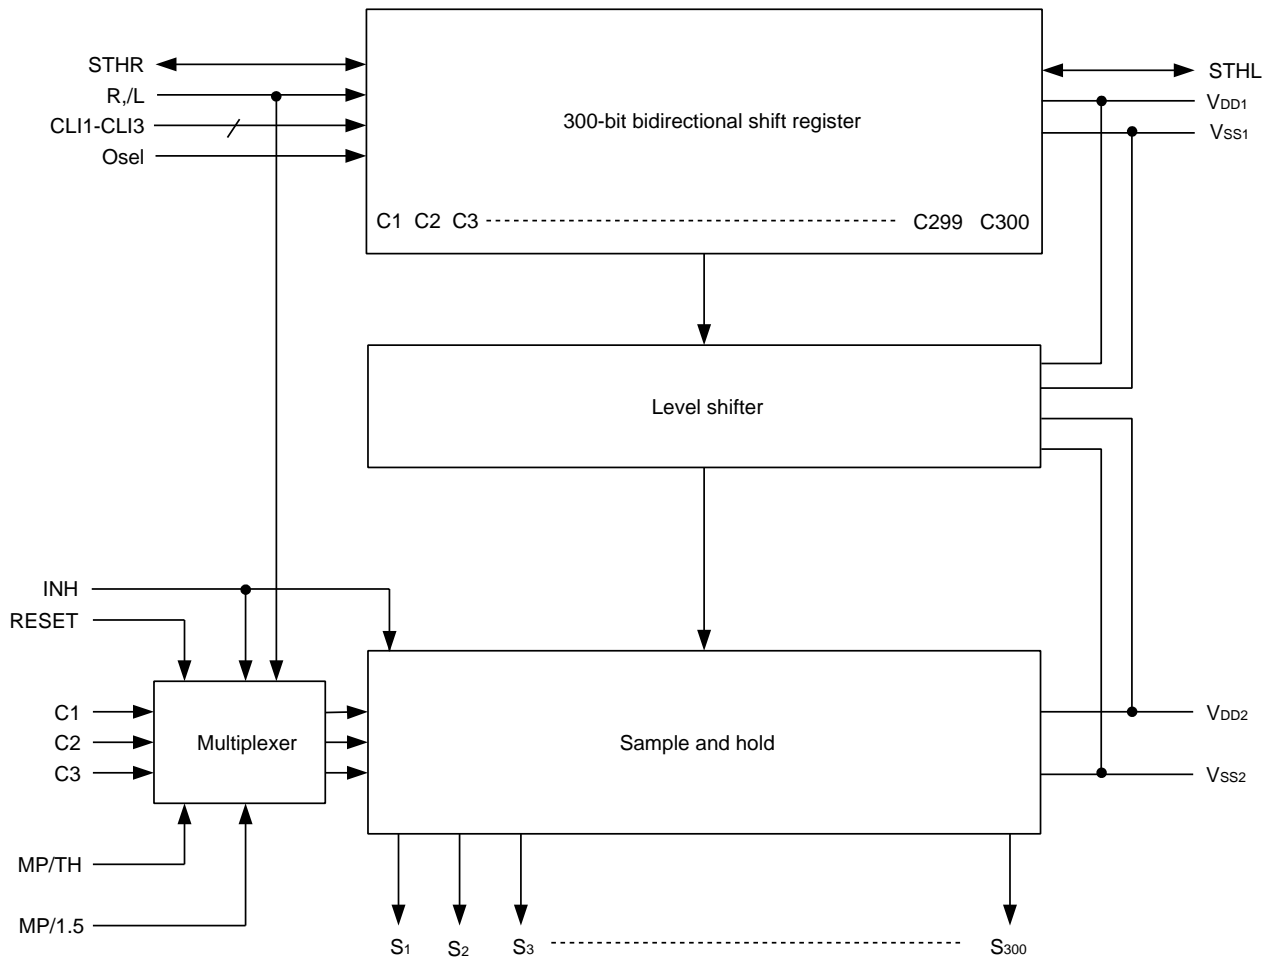 STHR
R,/L
CLI1-CLI3
Osel
300-bit bidirectional shift register
STHL
VDD1
VSS1
C1 C2 C3 C299 C300
Level shifter
INH
RESET
C1
C2
C3
Multiplexer
Sample and hold
VDD2
VSS2
MP/TH
MP/1.5
S1 S2 S3 S300